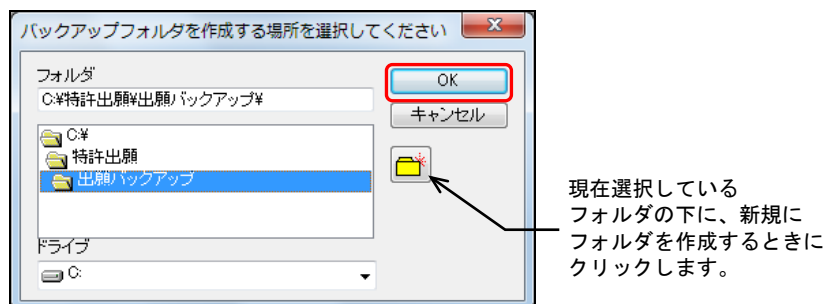 バックアップフォルダを作成する場所を選択してください
フォルダ
OK
C:¥特許出願¥出願バックアップ¥
キャンセル
C:¥
特許出願
出願バックアップ
現在選択している
フォルダの下に、新規に
フォルダを作成するときに
クリックします。
ドライブ
C: